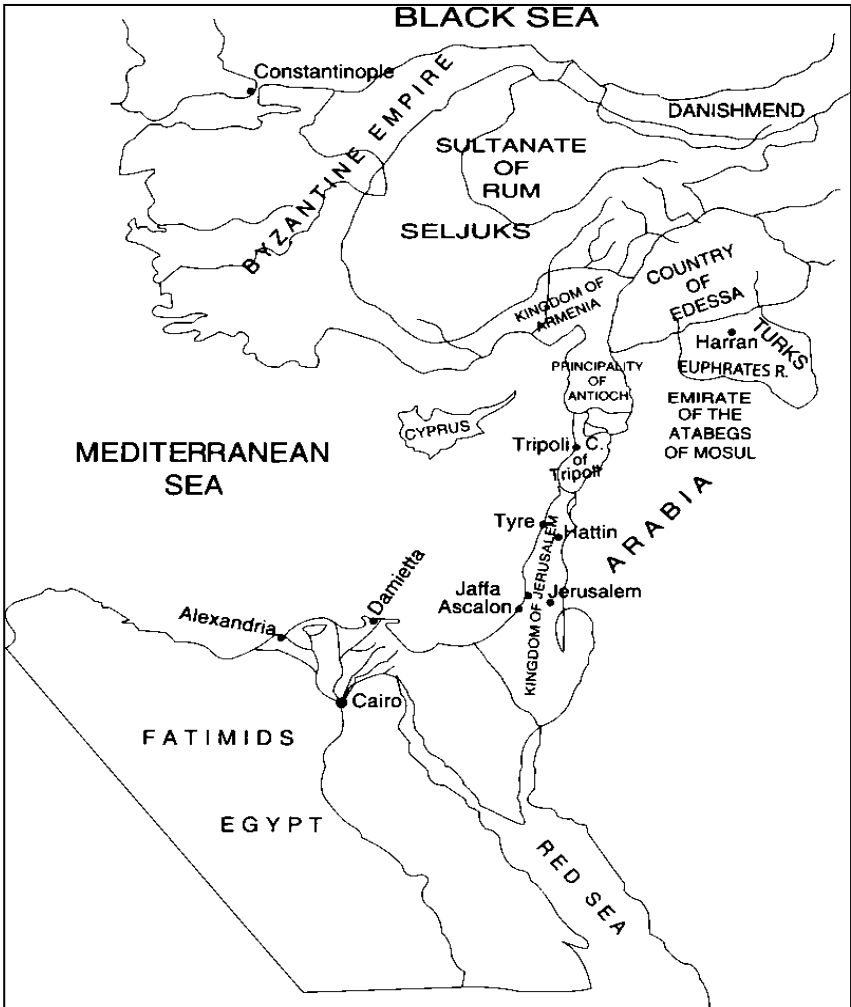 BLACK SEA
Constantinople
BYZANTINE EMPIRE
DANISHMEND
SULTANATE
OF
RUM
SELJUKS
COUNTRY
OF
EDESSA
KINGDOM OF
ARMENIA
TURKS
Harran
EUPHRATES R.
PRINCIPALITY
OF
ANTIOCH
EMIRATE
OF THE
ATABEGS
OF MOSUL
CYPRUS
MEDITERRANEAN
SEA
Tripoli
C.
of
Tripoli
ARABIA
Tyre
Hattin
KINGDOM OF JERUSALEM
Jaffa
Ascalon
Jerusalem
Damietta
Alexandria
Cairo
FATIMIDS
EGYPT
RED SEA